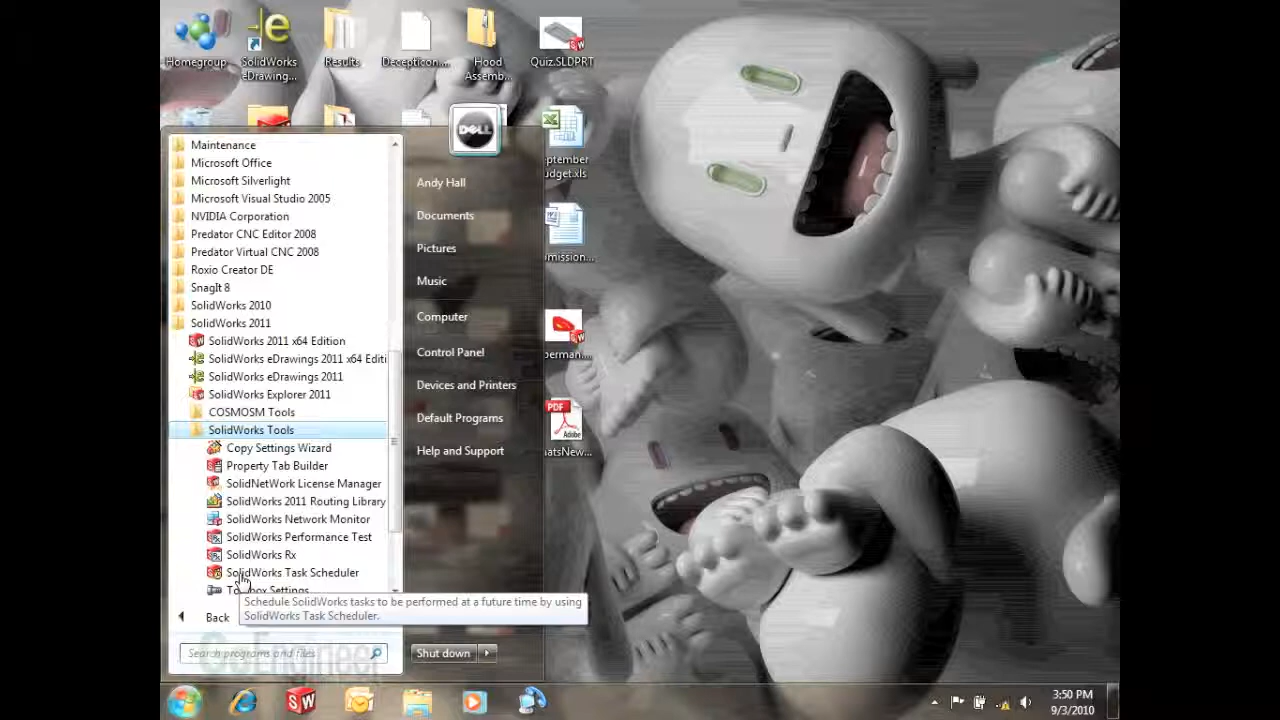 Homegroup
SolidWorks
eDrawing...
Results
Decepticon...
Hood
Assemb...
Quiz.SLDPRT
DELL
Maintenance
Microsoft Office
Microsoft Silverlight
Microsoft Visual Studio 2005
NVIDIA Corporation
Predator CNC Editor 2008
Predator Virtual CNC 2008
Roxio Creator DE
SnagIt 8
SolidWorks 2010
SolidWorks 2011
SolidWorks 2011 x64 Edition
SolidWorks eDrawings 2011 x64 Editi
SolidWorks eDrawings 2011
SolidWorks Explorer 2011
COSMOSM Tools
SolidWorks Tools
Copy Settings Wizard
Property Tab Builder
SolidNetWork License Manager
SolidWorks 2011 Routing Library
SolidWorks Network Monitor
SolidWorks Performance Test
SolidWorks Rx
SolidWorks Task Scheduler
Toolbox Settings
Schedule SolidWorks tasks to be performed at a future time by using
SolidWorks Task Scheduler.
Back
Search programs and files
GoEngineer
Andy Hall
Documents
Pictures
Music
Computer
Control Panel
Devices and Printers
Default Programs
Help and Support
Shut down
ptember
udget.xls
mission...
perman....
PDF
Adobe
atsNew...
3:50 PM
9/3/2010